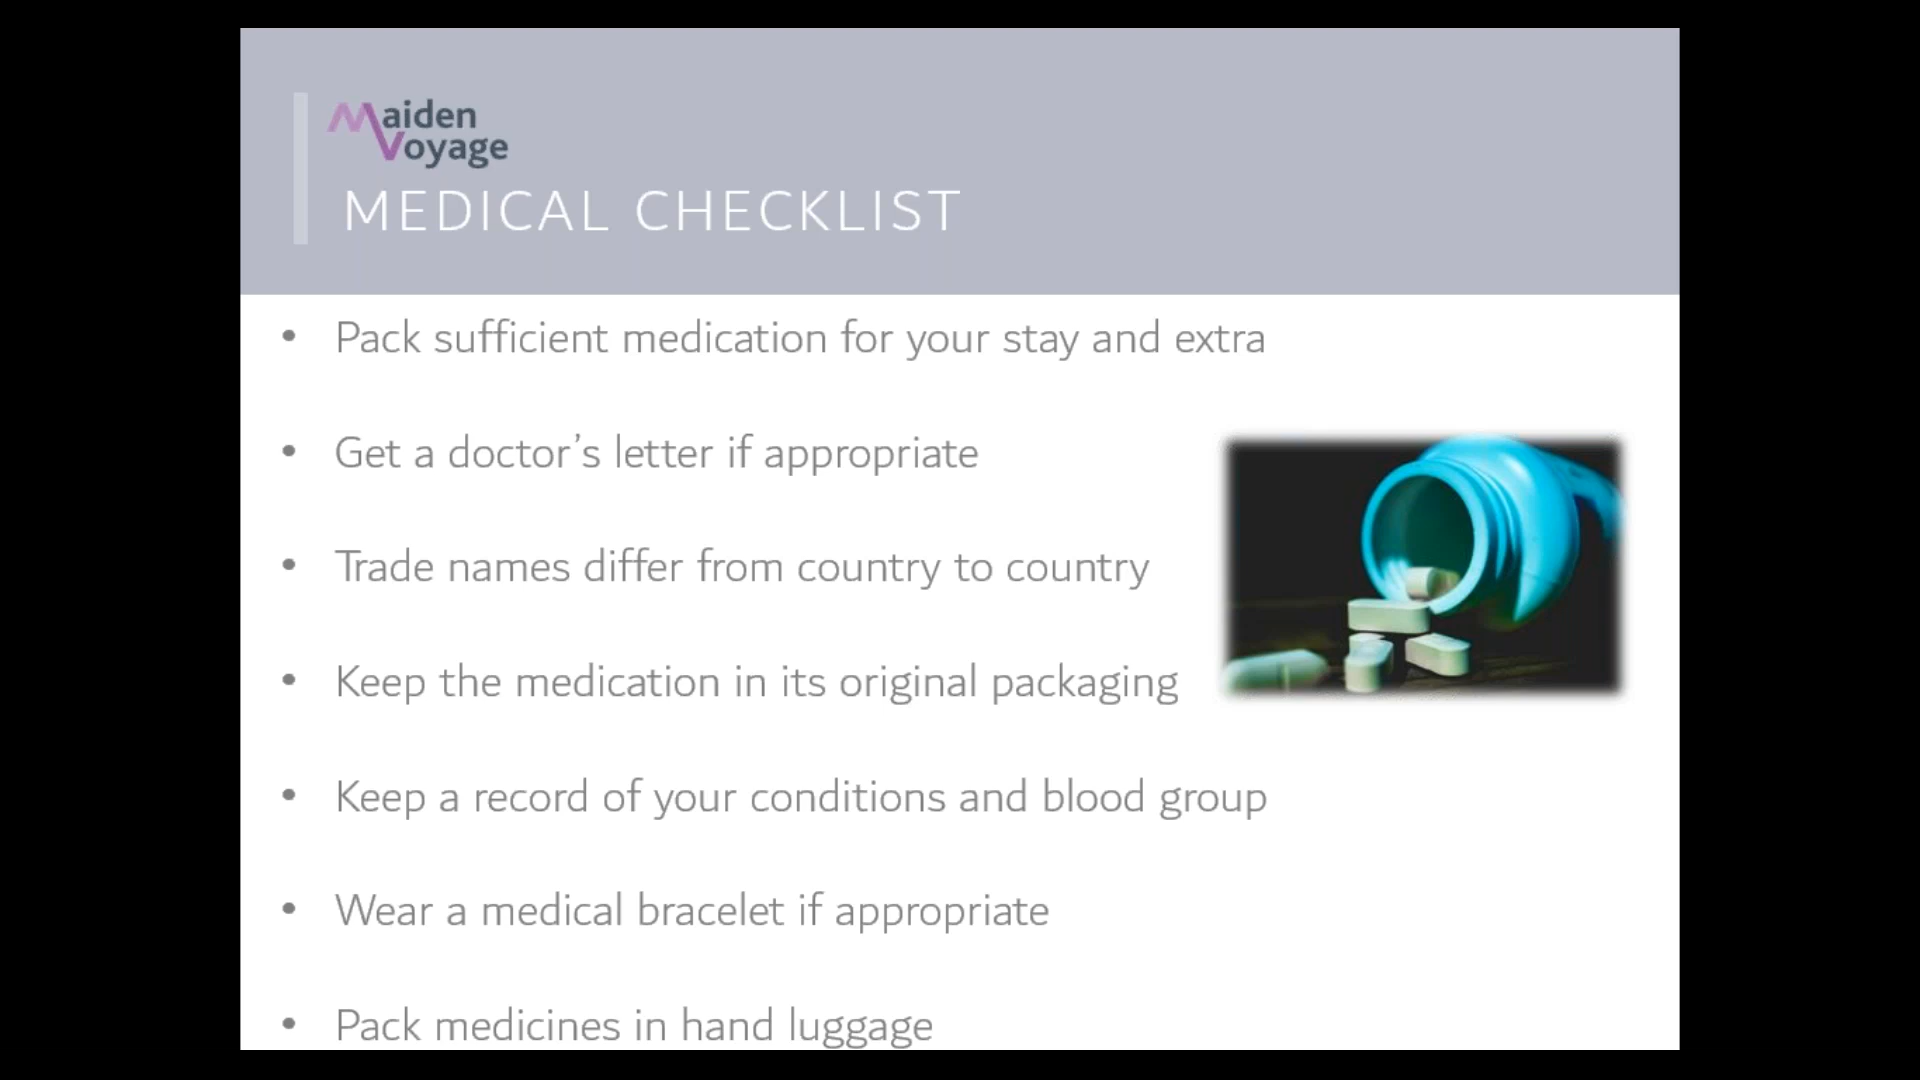 Maiden
Voyage
MEDICAL CHECKLIST
• Pack sufficient medication for your stay and extra
• Get a doctor’s letter if appropriate
• Trade names differ from country to country
• Keep the medication in its original packaging
• Keep a record of your conditions and blood group
• Wear a medical bracelet if appropriate
• Pack medicines in hand luggage